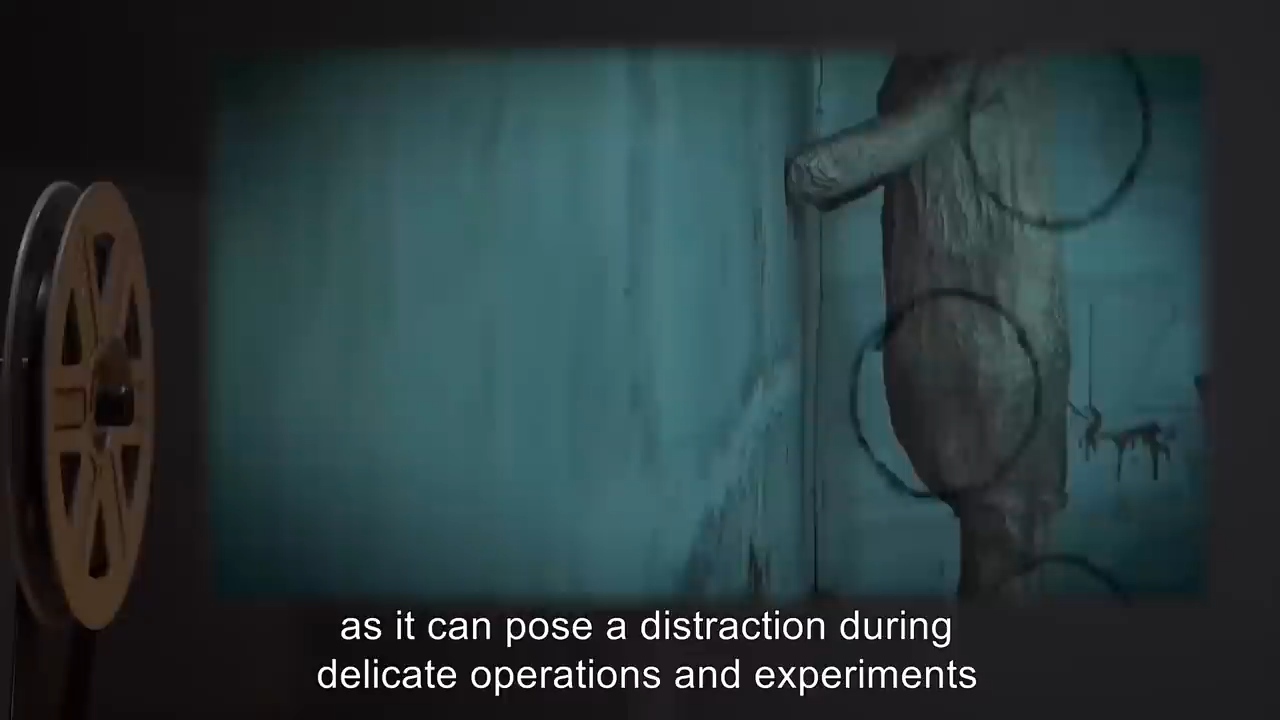 as it can pose a distraction during
delicate operations and experiments